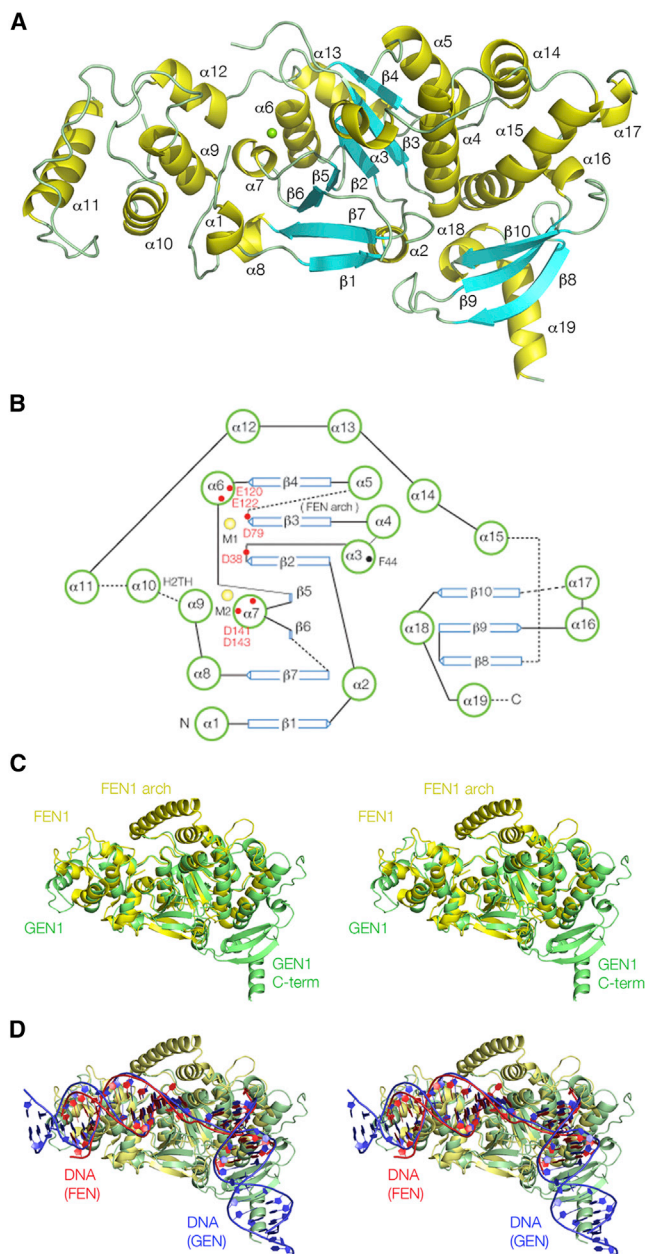 A
α13
α5
α14
β4
α12
α6
α17
α15
α4
α9
β3
α3
α16
α7
β5
β2
β6
α11
α1
β7
α18
β10
α10
α2
α8
β8
β1
β9
α19
B
α12
α13
α6
β4
α5
E120
E122
( FEN arch )
α14
M1
D79
β3
α4
α15
D38
β2
α3
F44
α11
α10
H2TH
α9
M2
α7
β5
β10
α17
D141
D143
β6
α18
β9
α16
α8
β7
α2
β8
N
α1
β1
α19
C
C
FEN1 arch
FEN1 arch
FEN1
FEN1
GEN1
GEN1
GEN1
C-term
GEN1
C-term
D
DNA
(FEN)
DNA
(FEN)
DNA
(GEN)
DNA
(GEN)